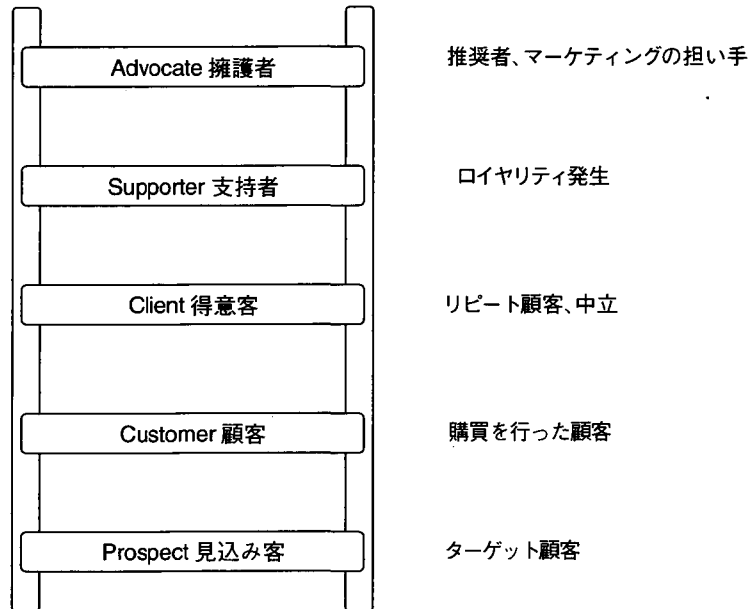 Advocate 擁護者
推奨者、マーケティングの担い手
Supporter 支持者
ロイヤリティ発生
Client 得意客
リピート顧客、中立
Customer 顧客
購買を行った顧客
Prospect 見込み客
ターゲット顧客